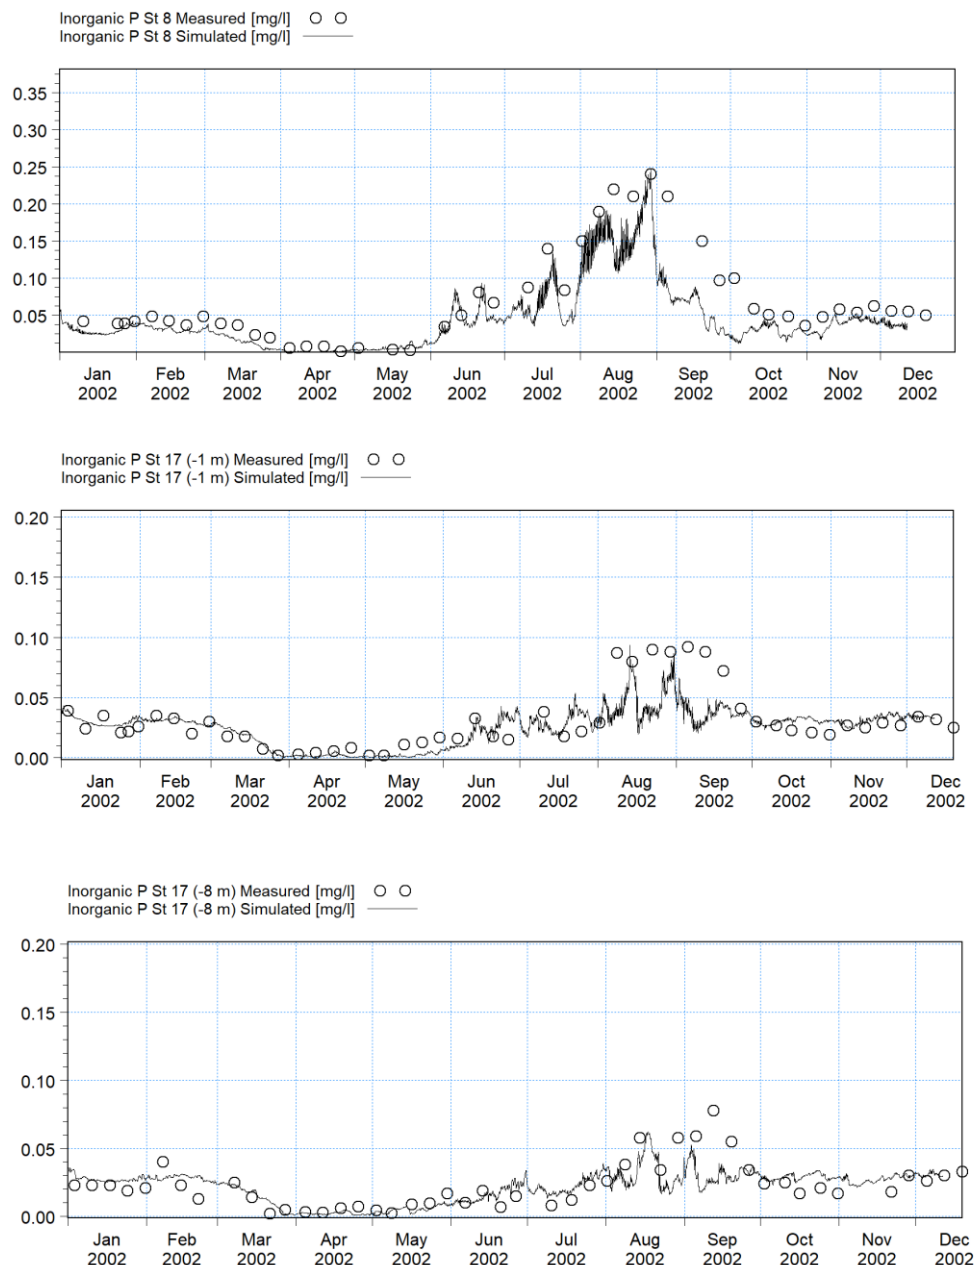 Inorganic P St 8 Measured [mg/l]
Inorganic P St 8 Simulated [mg/l]
0.35
0.30
0.25
0.20
0.15
0.10
0.05
Jan Feb Mar Apr May Jun Jul Aug Sep Oct Nov Dec
2002 2002 2002 2002 2002 2002 2002 2002 2002 2002 2002 2002
Inorganic P St 17 (-1 m) Measured [mg/l]
Inorganic P St 17 (-1 m) Simulated [mg/l]
0.20
0.15
0.10
0.05
0.00
Jan Feb Mar Apr May Jun Jul Aug Sep Oct Nov Dec
2002 2002 2002 2002 2002 2002 2002 2002 2002 2002 2002 2002
Inorganic P St 17 (-8 m) Measured [mg/l]
Inorganic P St 17 (-8 m) Simulated [mg/l]
0.20
0.15
0.10
0.05
0.00
Jan Feb Mar Apr May Jun Jul Aug Sep Oct Nov Dec
2002 2002 2002 2002 2002 2002 2002 2002 2002 2002 2002 2002